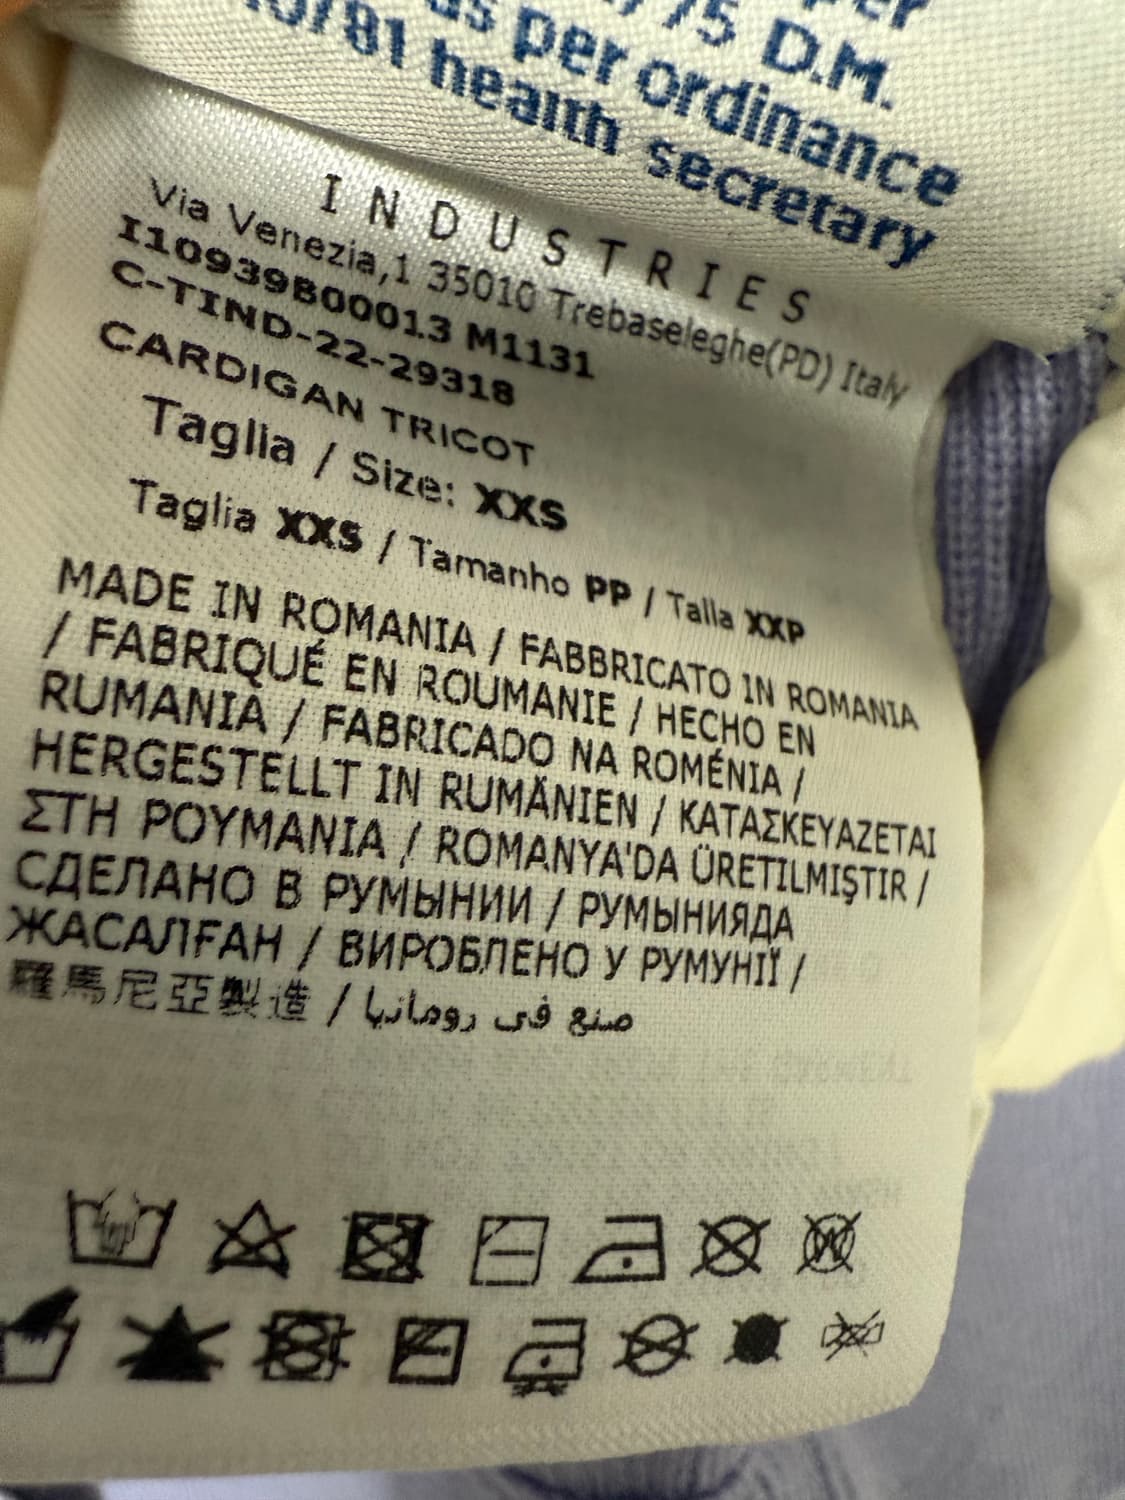 per
/75 D.M.
as per ordinance
health secretary
INDUSTRIES
Via Venezia,1 35010 Trebaseleghe(PD) Italy
I10939B00013 M1131
C-TIND-22-29318
CARDIGAN TRICOT
Taglia / Size: XXS
Taglia XXS / Tamanho PP / Talla XXP
MADE IN ROMANIA / FABBRICATO IN ROMANIA
/ FABRIQUÉ EN ROUMANIE / HECHO EN
RUMANIA / FABRICADO NA ROMÉNIA /
HERGESTELLT IN RUMÄNIEN / ΚΑΤΑΣΚΕΥΑΖΕΤΑΙ
ΣΤΗ ΡΟΥΜΑΝΙΑ / ROMANYA'DA ÜRETILMIŞTIR /
СДЕЛАНО В РУМЫНИИ / РУМЫНИЯДА
ЖАСАЛҒАН / ВИРОБЛЕНО У РУМУНІЇ /
羅馬尼亞製造 / صنع في رومانيا